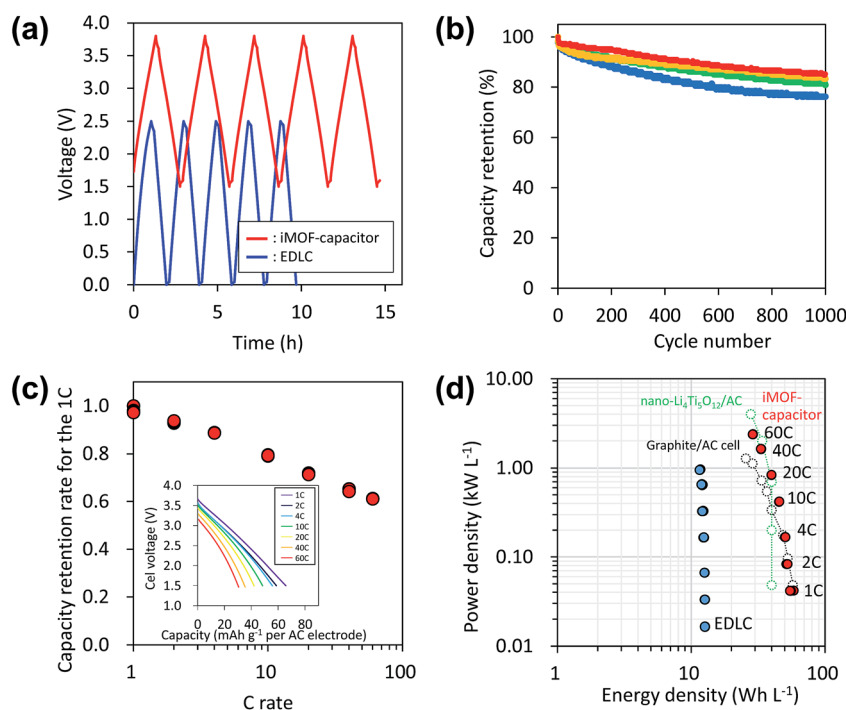 (a)
4.0
3.5
3.0
2.5
2.0
1.5
1.0
0.5
0.0
Voltage (V)
: iMOF-capacitor
: EDLC
0 5 10 15
Time (h)
(b)
100
80
60
40
20
0
Capacity retention (%)
200 400 600 800 1000
Cycle number
(c)
1.0
0.8
0.6
0.4
0.2
0.0
Capacity retention rate for the 1C
4.0
3.5
3.0
2.5
2.0
1.5
1.0
Cel voltage (V)
1C
2C
4C
10C
20C
40C
60C
0 20 40 60 80
Capacity (mAh g⁻¹ per AC electrode)
1 10 100
C rate
(d)
10.00
1.00
0.10
0.01
Power density (kW L⁻¹)
nano-Li₄Ti₅O₁₂/AC
iMOF-
capacitor
Graphite/AC cell
60C
40C
20C
10C
4C
2C
1C
EDLC
1 10 100
Energy density (Wh L⁻¹)